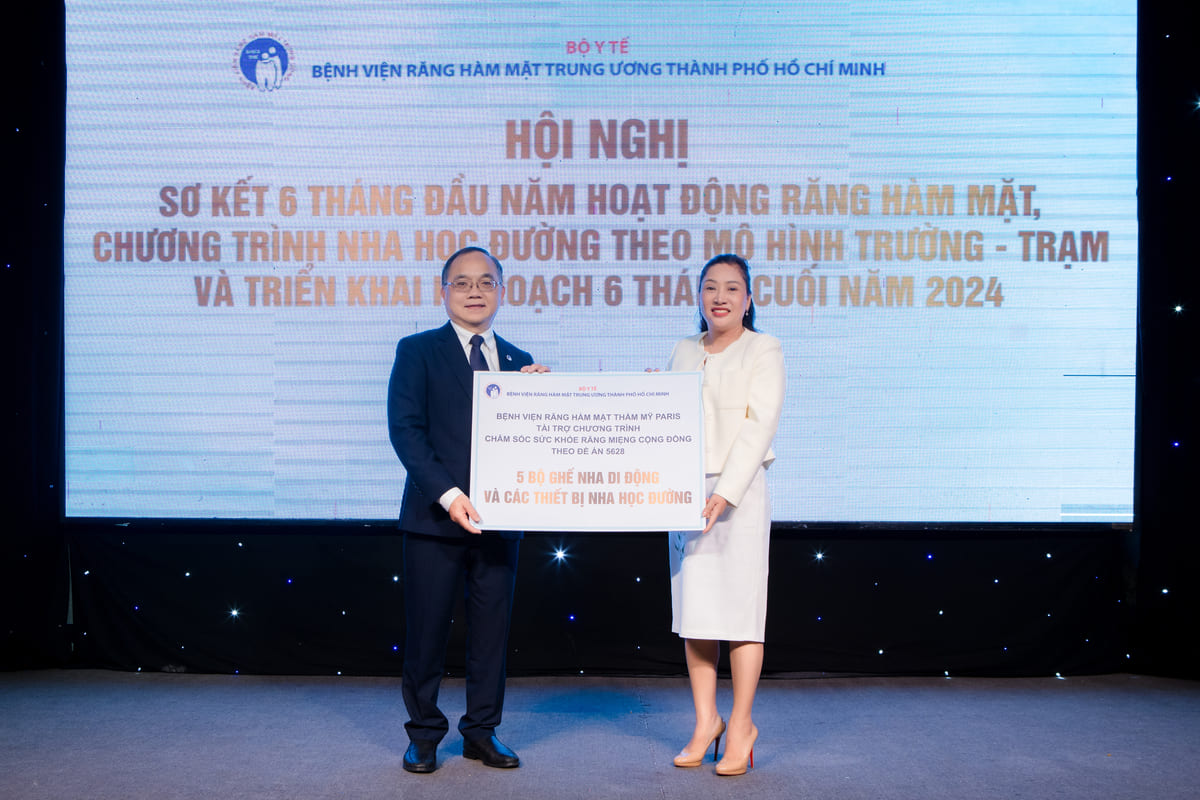 BỘ Y TẾ
BỆNH VIỆN RĂNG HÀM MẶT TRUNG ƯƠNG THÀNH PHỐ HỒ CHÍ MINH
HỘI NGHỊ
SƠ KẾT 6 THÁNG ĐẦU NĂM HOẠT ĐỘNG RĂNG HÀM MẶT,
CHƯƠNG TRÌNH NHA HỌC ĐƯỜNG THEO MÔ HÌNH TRƯỜNG - TRẠM
VÀ TRIỂN KHAI 6 CUỐI NĂM 2024
BỘ Y TẾ
BỆNH VIỆN RĂNG HÀM MẶT TRUNG ƯƠNG THÀNH PHỐ HỒ CHÍ MINH
BỆNH VIỆN RĂNG HÀM MẶT THẨM MỸ PARIS
TÀI TRỢ CHƯƠNG TRÌNH
CHĂM SÓC SỨC KHỎE RĂNG MIỆNG CỘNG ĐỒNG
THEO ĐỀ ÁN 5628
5 BỘ GHẾ NHA DI ĐỘNG
VÀ CÁC THIẾT BỊ NHA HỌC ĐƯỜNG